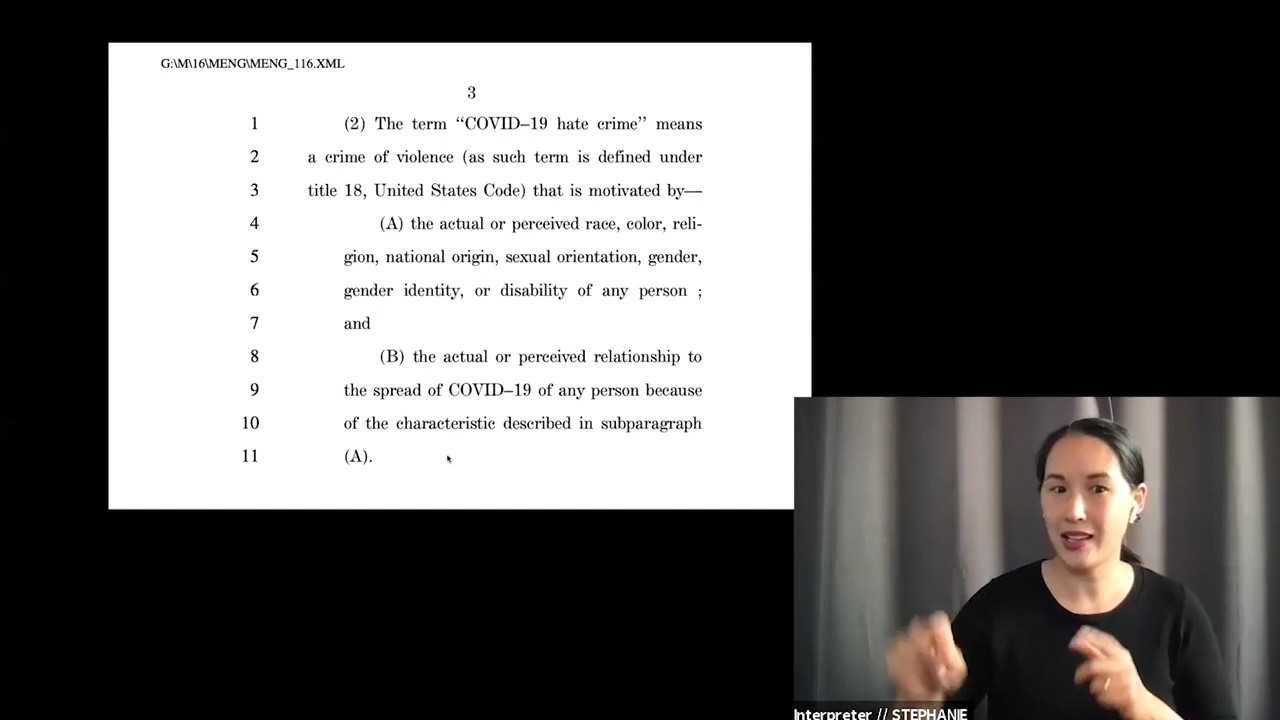 G:\M\16\MENG\MENG_116.XML
3
1 (2) The term “COVID–19 hate crime” means
2 a crime of violence (as such term is defined under
3 title 18, United States Code) that is motivated by—
4 (A) the actual or perceived race, color, reli-
5 gion, national origin, sexual orientation, gender,
6 gender identity, or disability of any person ;
7 and
8 (B) the actual or perceived relationship to
9 the spread of COVID–19 of any person because
10 of the characteristic described in subparagraph
11 (A).
Interpreter // STEPHANIE